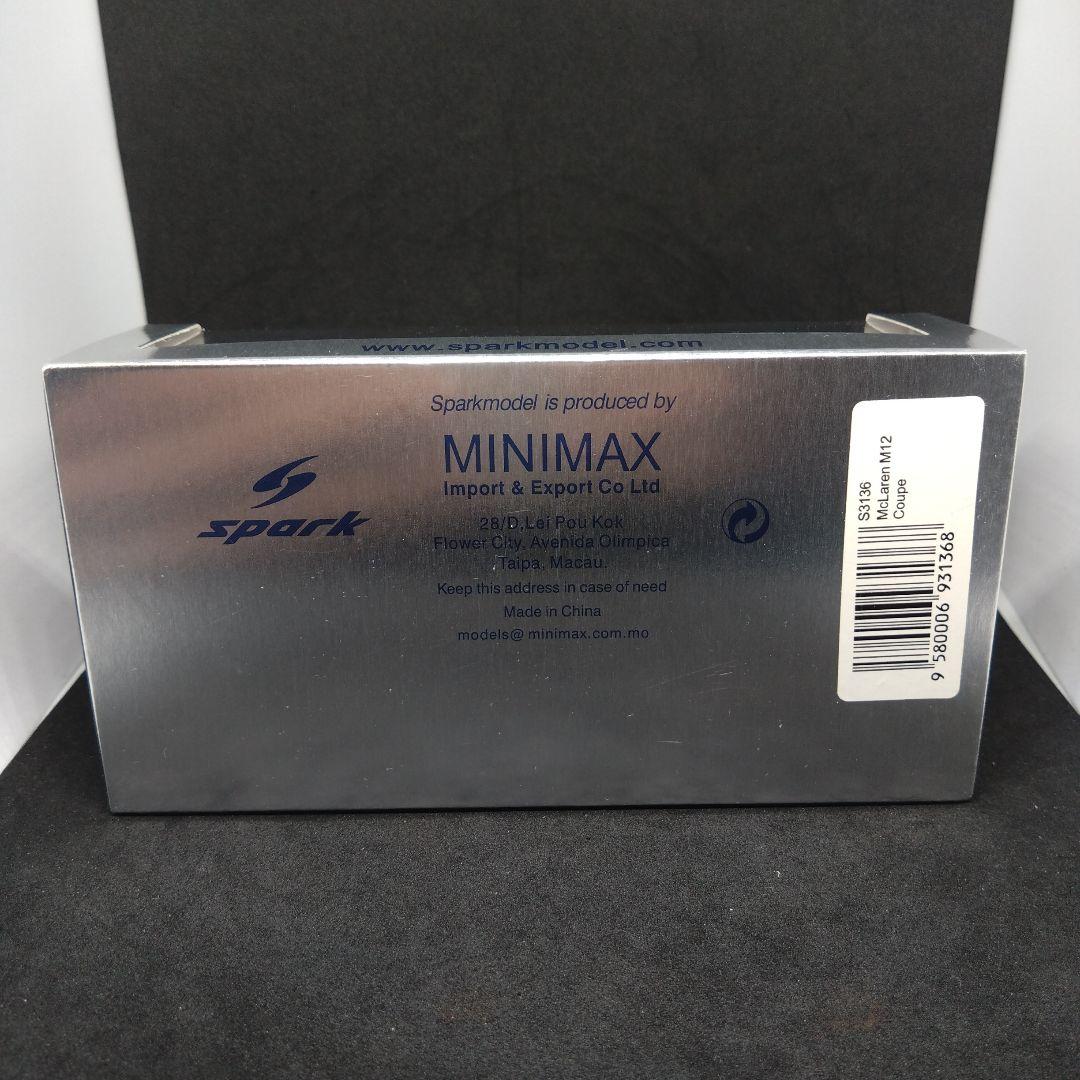 www.sparkmodel.com
Sparkmodel is produced by
MINIMAX
Import & Export Co Ltd
28/D,Lei Pou Kok
Flower City, Avenida Olimpica
Taipa, Macau.
Keep this address in case of need
Made in China
models@ minimax.com.mo
spark
S3136
McLaren M12
Coupe
9 580006 931368